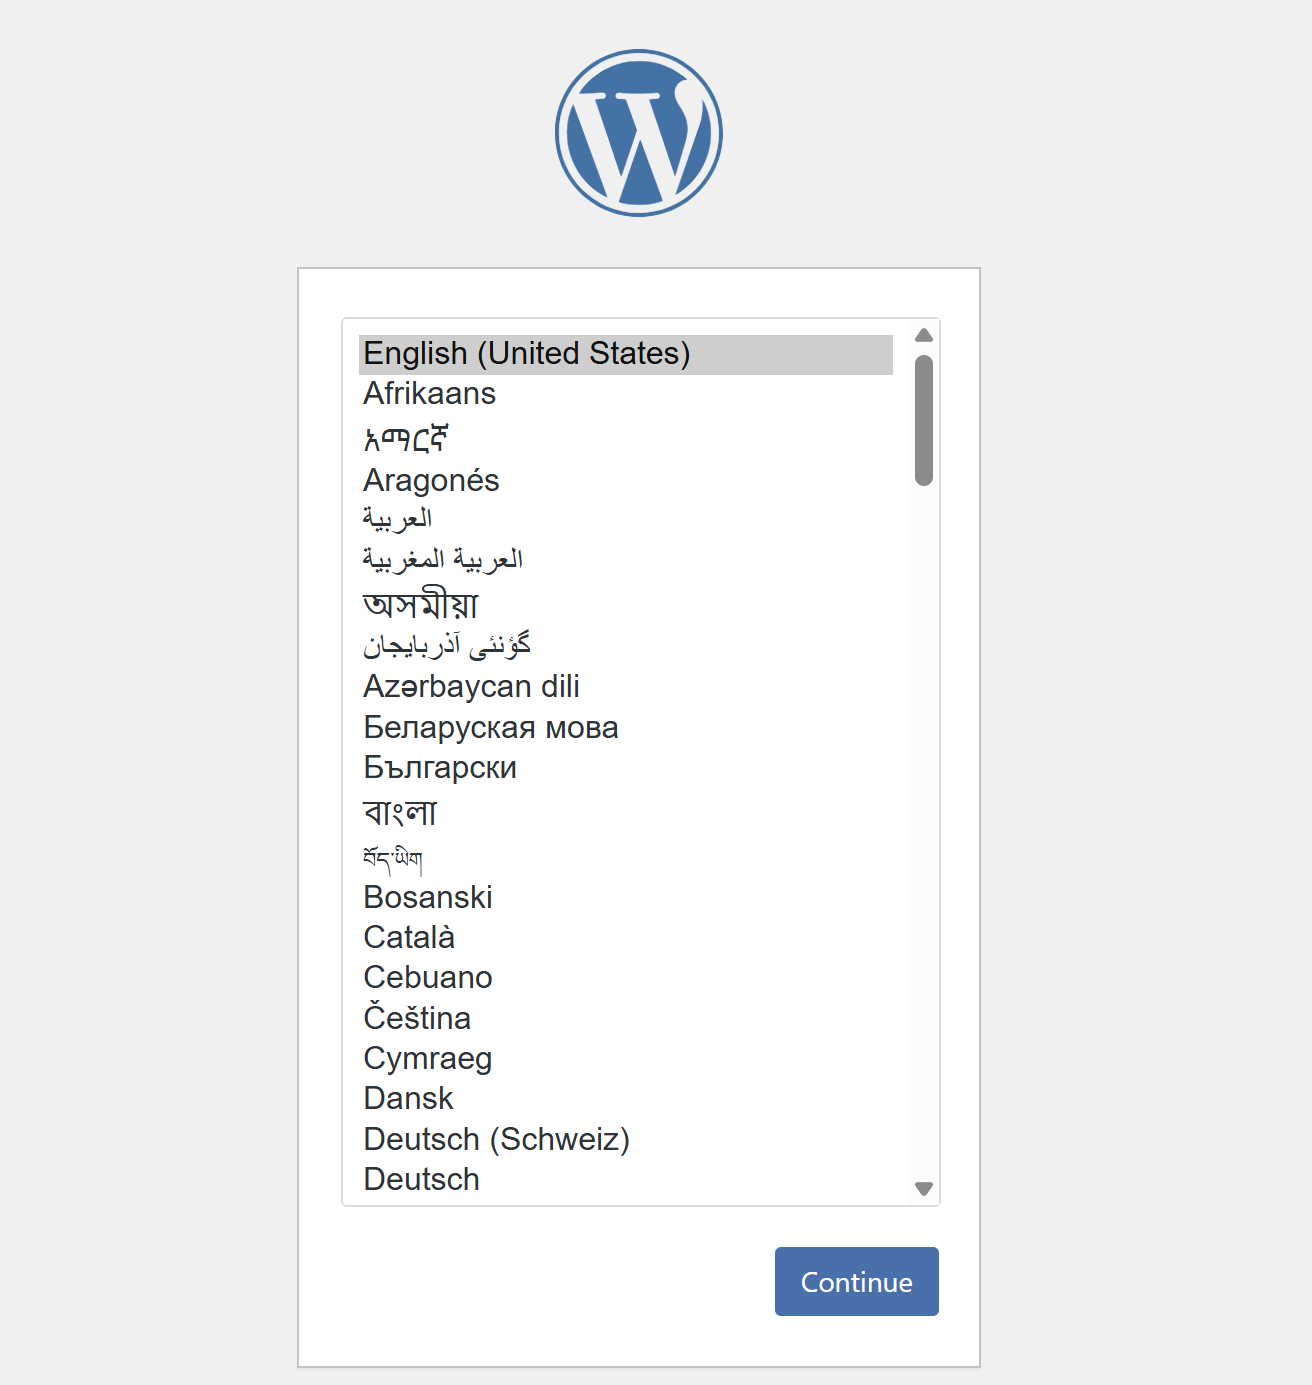 English (United States)
Afrikaans
አማርኛ
Aragonés
العربية
العربية المغربية
অসমীয়া
گؤنئی آذربایجان
Azərbaycan dili
Беларуская мова
Български
বাংলা
བོད་ཡིག
Bosanski
Català
Cebuano
Čeština
Cymraeg
Dansk
Deutsch (Schweiz)
Deutsch
Continue